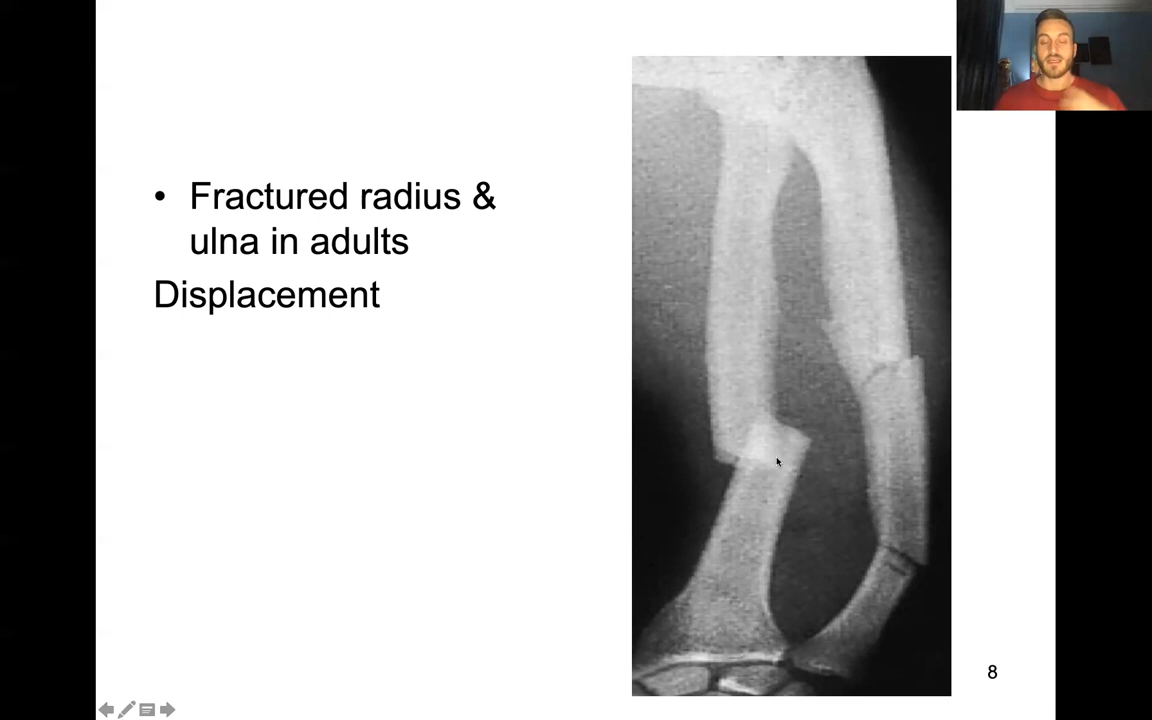 • Fractured radius &
ulna in adults
Displacement
8